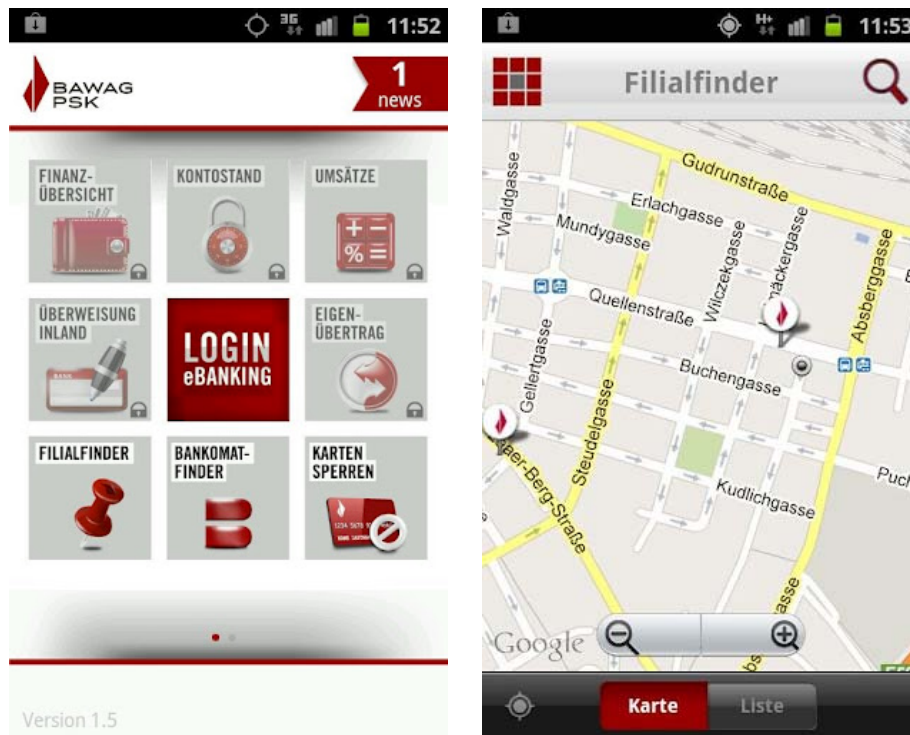 3G
11:52
BAWAG
PSK
1
news
FINANZ-
ÜBERSICHT
KONTOSTAND
UMSÄTZE
ÜBERWEISUNG
INLAND
LOGIN
eBANKING
EIGEN-
ÜBERTRAG
FILIALFINDER
BANKOMAT-
FINDER
KARTEN
SPERREN
Version 1.5
H+
11:53
Filialfinder
Gudrunstraße
Waldgasse
Erlachgasse
Mundygasse
Wilczekgasse
Absberggasse
Quellenstraße
Gellertgasse
Buchengasse
Steudelgasse
Kudlichgasse
Google
Karte
Liste